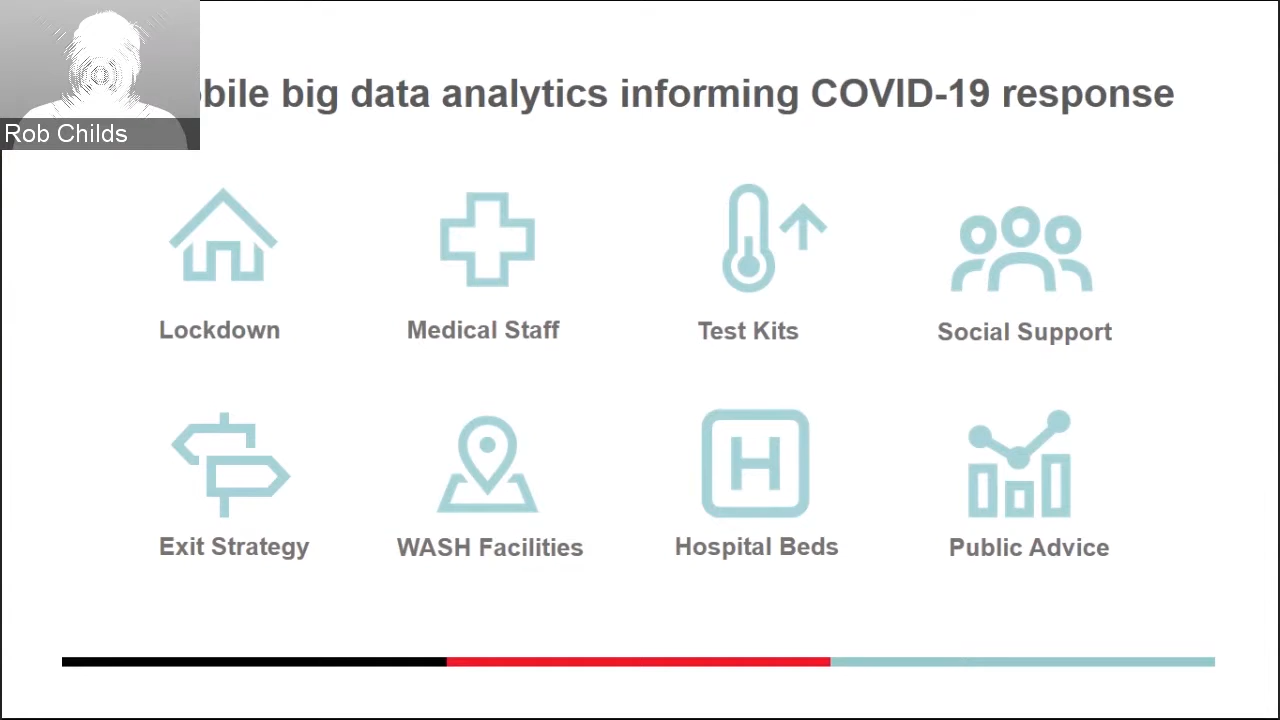 Rob Childs
bile big data analytics informing COVID-19 response
Lockdown
Medical Staff
Test Kits
Social Support
H
Exit Strategy
WASH Facilities
Hospital Beds
Public Advice